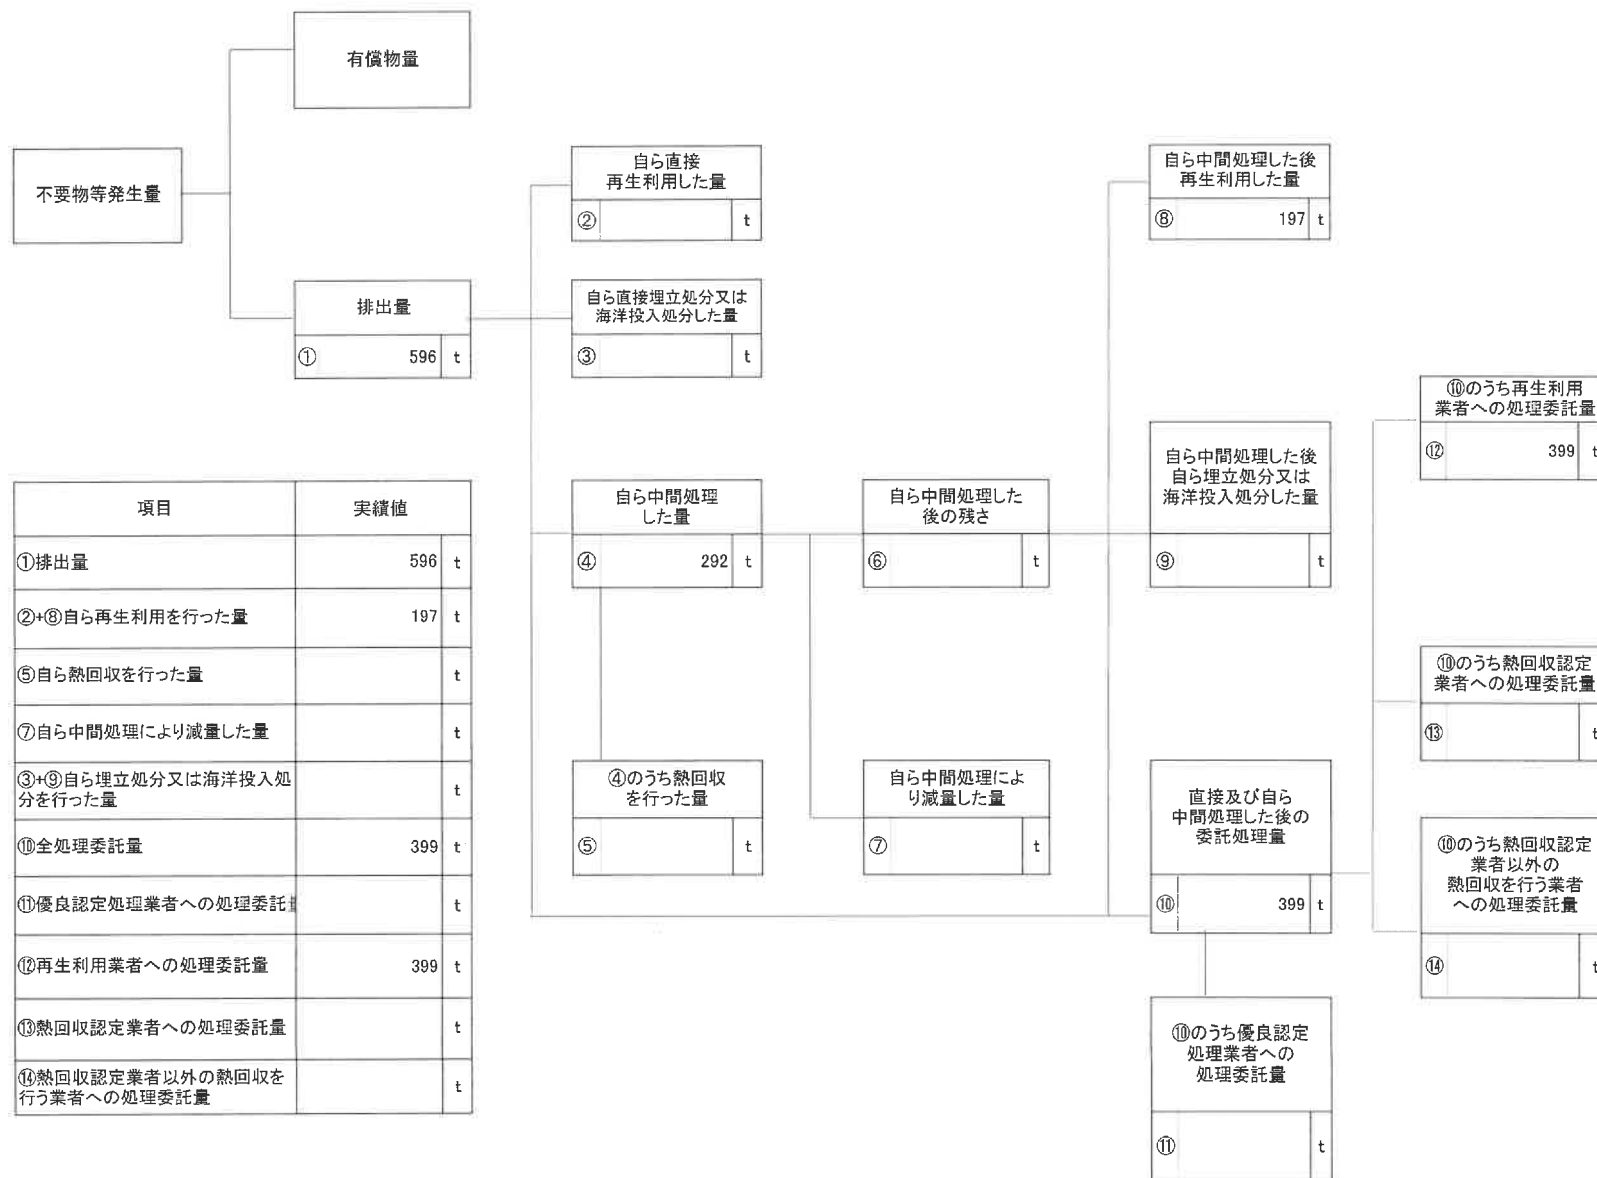 有償物量
不要物等発生量
排出量
① 596 t
自ら直接
再生利用した量
② t
自ら直接埋立処分又は
海洋投入処分した量
③ t
自ら中間処理
した量
④ 292 t
④のうち熱回収
を行った量
⑤ t
自ら中間処理した
後の残さ
⑥ t
自ら中間処理によ
り減量した量
⑦ t
自ら中間処理した後
再生利用した量
⑧ 197 t
自ら中間処理した後
自ら埋立処分又は
海洋投入処分した量
⑨ t
直接及び自ら
中間処理した後の
委託処理量
⑩ 399 t
⑩のうち優良認定
処理業者への
処理委託量
⑪ t
⑩のうち再生利用
業者への処理委託量
⑫ 399 t
⑩のうち熱回収認定
業者への処理委託量
⑬ t
⑩のうち熱回収認定
業者以外の
熱回収を行う業者
への処理委託量
⑭ t
項目 実績値
①排出量 596 t
②+⑧自ら再生利用を行った量 197 t
⑤自ら熱回収を行った量 t
⑦自ら中間処理により減量した量 t
③+⑨自ら埋立処分又は海洋投入処
分を行った量 t
⑩全処理委託量 399 t
⑪優良認定処理業者への処理委託 t
⑫再生利用業者への処理委託量 399 t
⑬熱回収認定業者への処理委託量 t
⑭熱回収認定業者以外の熱回収を
行う業者への処理委託量 t